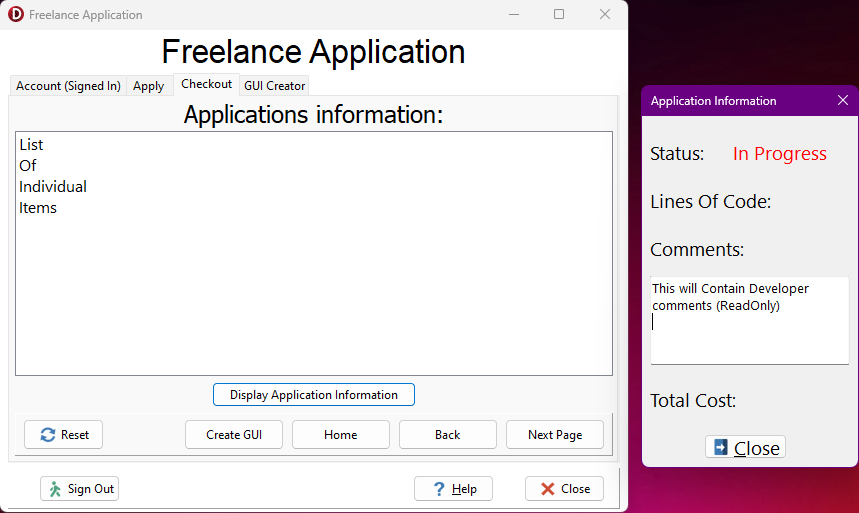 Freelance Application
Freelance Application
Account (Signed In) Apply Checkout GUI Creator
Applications information:
List
Of
Individual
Items
Display Application Information
Reset Create GUI Home Back Next Page
Sign Out Help Close
Application Information
Status: In Progress
Lines Of Code:
Comments:
This will Contain Developer
comments (ReadOnly)
Total Cost:
Close